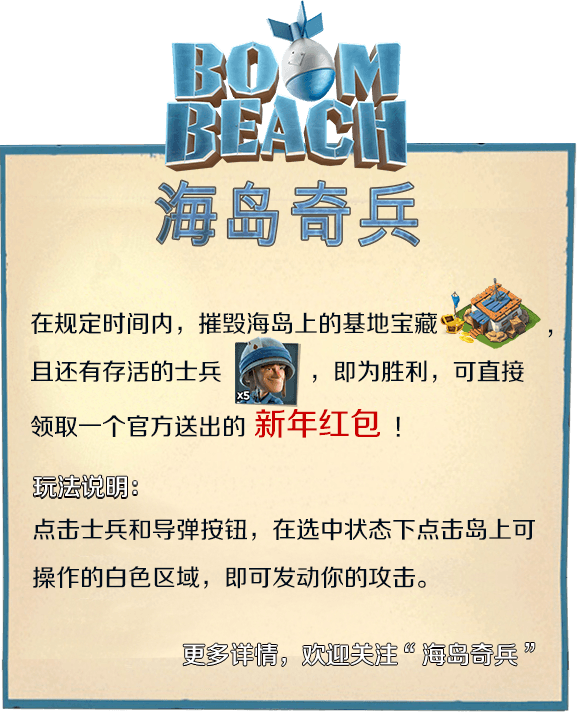 BOOM
BEACH
海岛奇兵
在规定时间内，摧毁海岛上的基地宝藏，
且还有存活的士兵 x5 ，即为胜利，可直接
领取一个官方送出的 新年红包 ！
玩法说明：
点击士兵和导弹按钮，在选中状态下点击岛上可
操作的白色区域，即可发动你的攻击。
更多详情，欢迎关注“海岛奇兵”